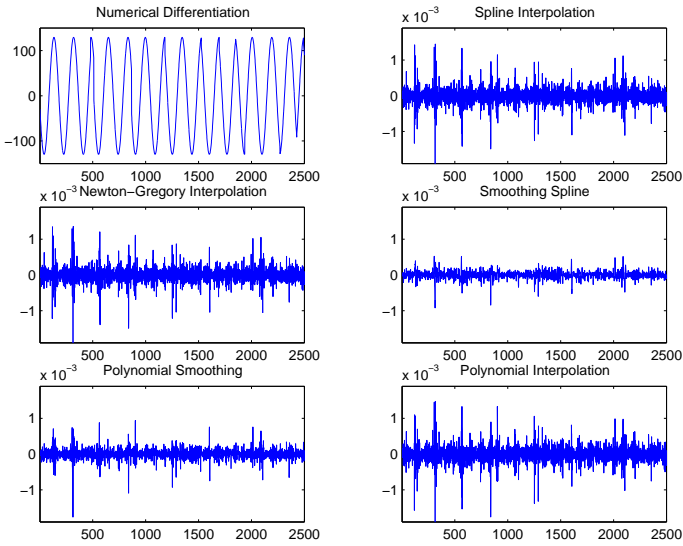 Numerical Differentiation
100
0
−100
500 1000 1500 2000 2500
Spline Interpolation
x 10⁻³
1
0
−1
500 1000 1500 2000 2500
Newton−Gregory Interpolation
x 10⁻³
1
0
−1
500 1000 1500 2000 2500
Smoothing Spline
x 10⁻³
1
0
−1
500 1000 1500 2000 2500
Polynomial Smoothing
x 10⁻³
1
0
−1
500 1000 1500 2000 2500
Polynomial Interpolation
x 10⁻³
1
0
−1
500 1000 1500 2000 2500